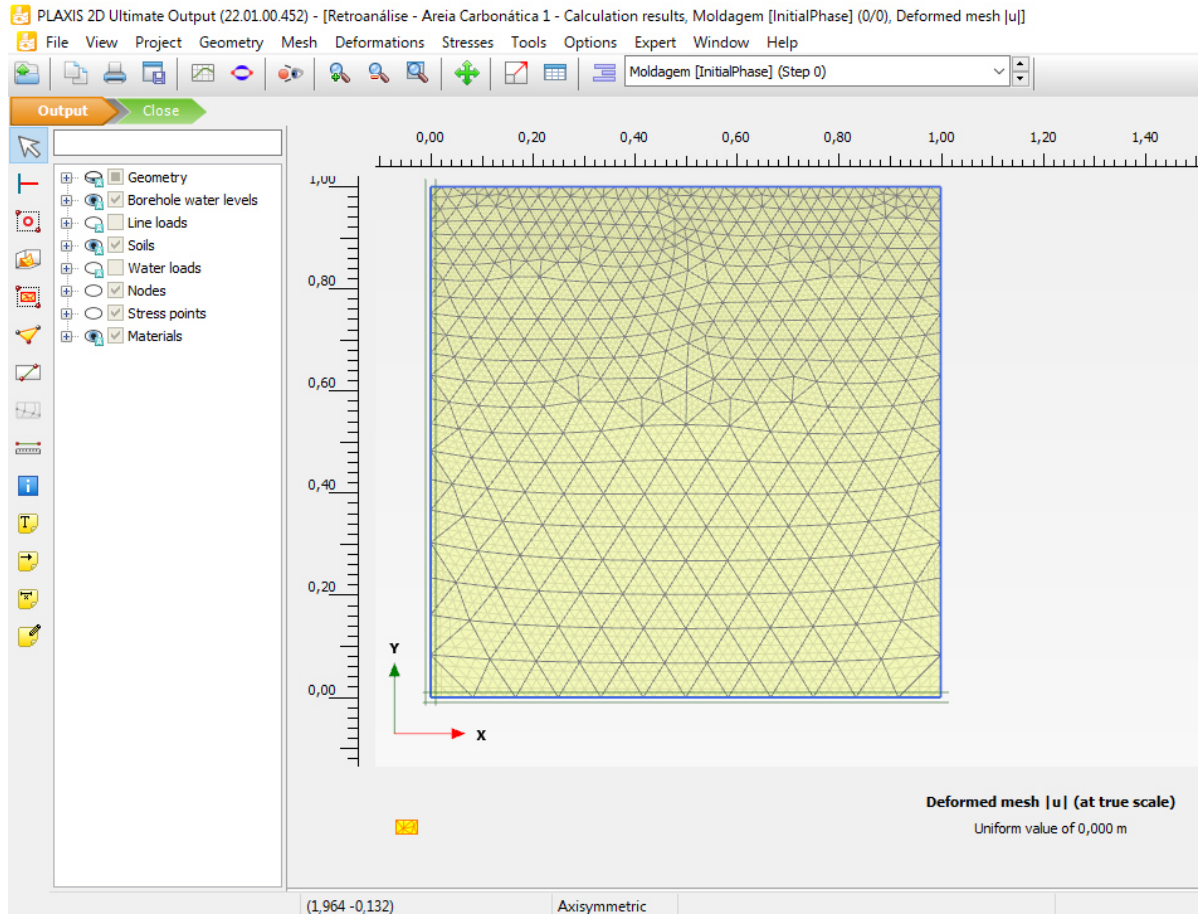 PLAXIS 2D Ultimate Output (22.01.00.452) - [Retroanálise - Areia Carbonática 1 - Calculation results, Moldagem [InitialPhase] (0/0), Deformed mesh |u|]
File View Project Geometry Mesh Deformations Stresses Tools Options Expert Window Help
Moldagem [InitialPhase] (Step 0)
Output Close
0,00 0,20 0,40 0,60 0,80 1,00 1,20 1,40
Geometry
Borehole water levels
Line loads
Soils
Water loads
Nodes
Stress points
Materials
1,00
0,80
0,60
0,40
0,20
0,00
Y
X
T
Deformed mesh |u| (at true scale)
Uniform value of 0,000 m
(1,964 -0,132) Axisymmetric